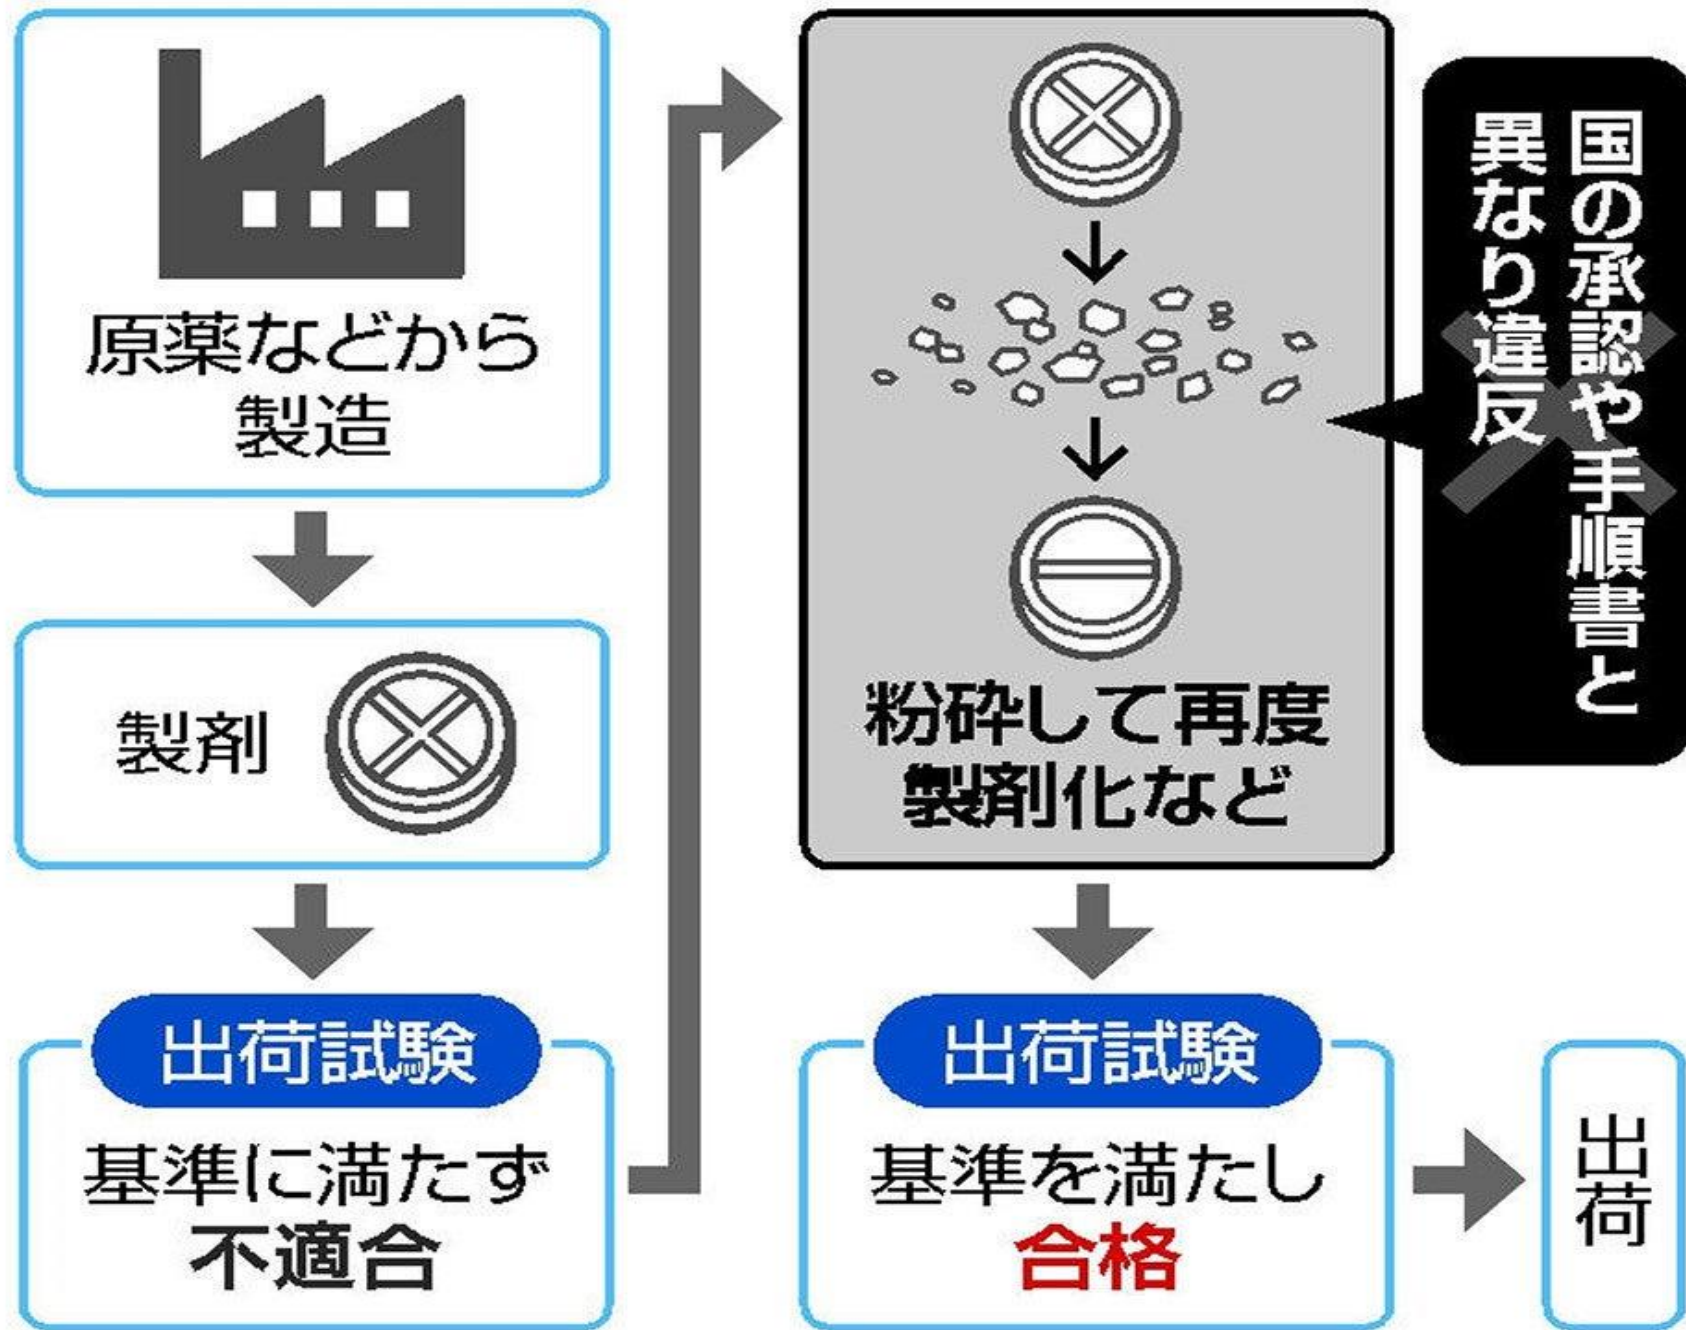 原薬などから
製造
製剤
出荷試験
基準に満たず
不適合
粉砕して再度
製剤化など
国の承認や手順書と
異なり違反
出荷試験
基準を満たし
合格
出荷